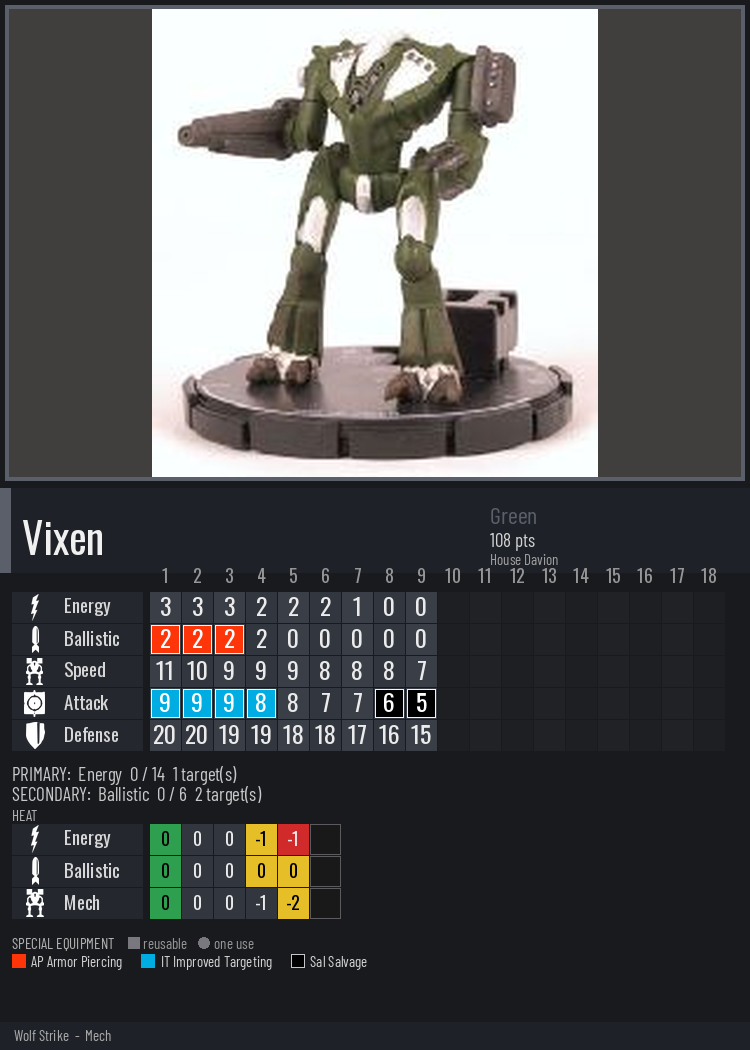 Vixen
Green
108 pts
House Davion
1 2 3 4 5 6 7 8 9 10 11 12 13 14 15 16 17 18
Energy 3 3 3 2 2 2 1 0 0
Ballistic 2 2 2 2 0 0 0 0 0
Speed 11 10 9 9 9 8 8 8 7
Attack 9 9 9 8 8 7 7 6 5
Defense 20 20 19 19 18 18 17 16 15
PRIMARY: Energy 0 / 14 1 target(s)
SECONDARY: Ballistic 0 / 6 2 target(s)
HEAT
Energy 0 0 0 -1 -1
Ballistic 0 0 0 0 0
Mech 0 0 0 -1 -2
SPECIAL EQUIPMENT reusable one use
AP Armor Piercing IT Improved Targeting Sal Salvage
Wolf Strike - Mech